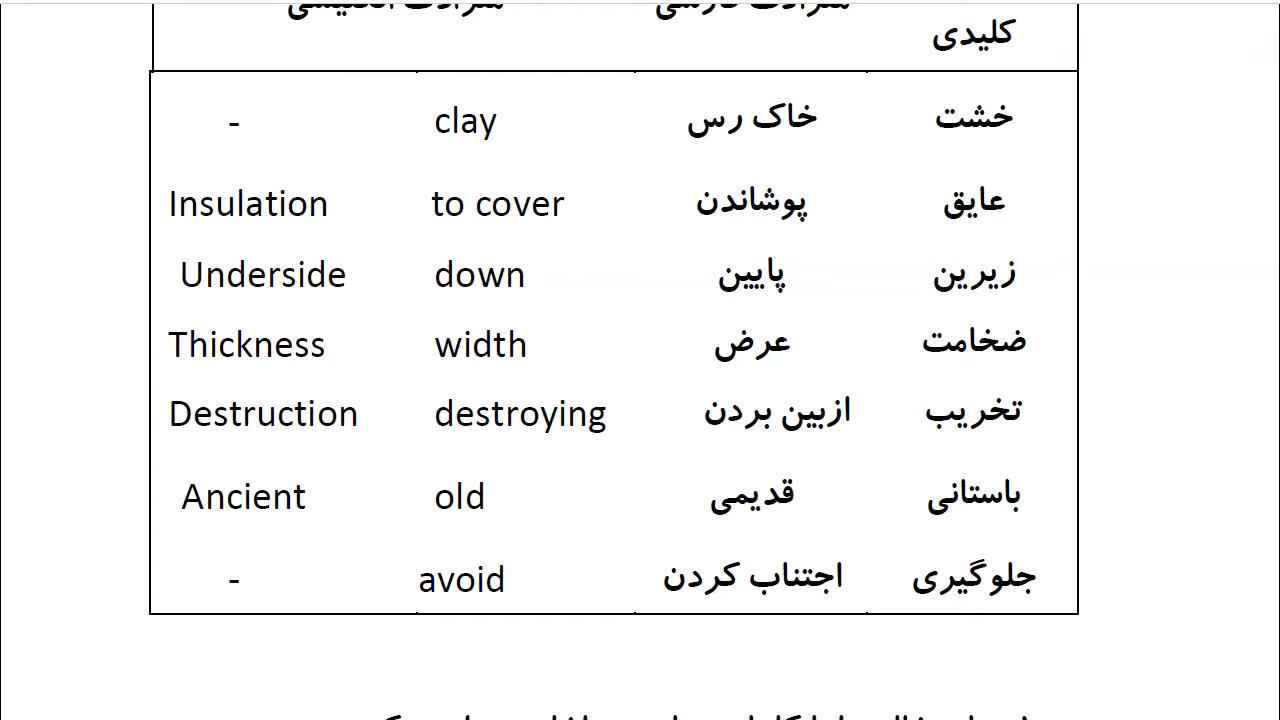 کلیدی
خشت خاک رس clay -
عایق پوشاندن to cover Insulation
زیرین پایین down Underside
ضخامت عرض width Thickness
تخریب ازبین بردن destroying Destruction
باستانی قدیمی old Ancient
جلوگیری اجتناب کردن avoid -